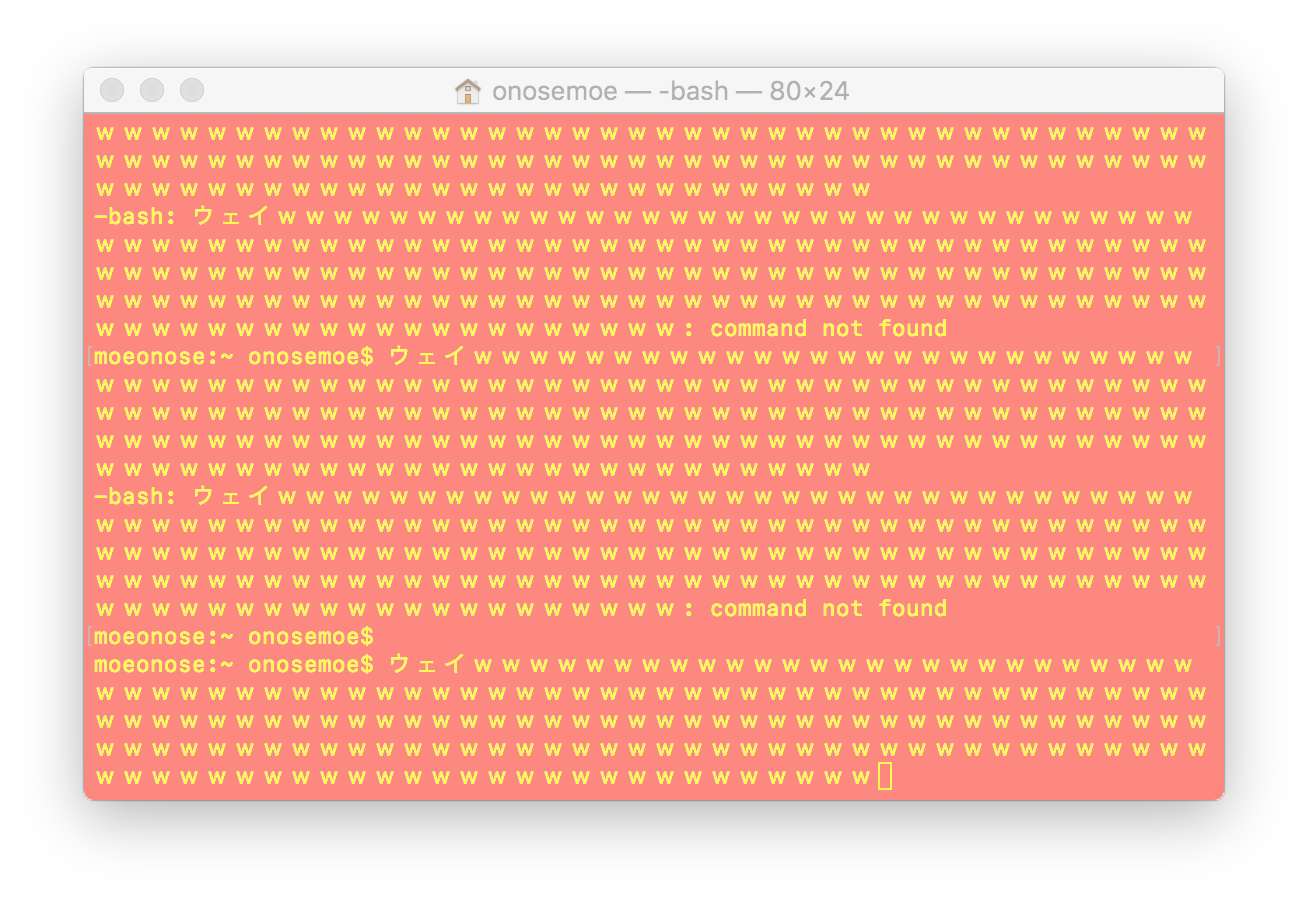 ｗｗｗｗｗｗｗｗｗｗｗｗｗｗｗｗｗｗｗｗｗｗｗｗｗｗｗｗｗｗｗｗｗｗｗｗｗｗｗｗ
ｗｗｗｗｗｗｗｗｗｗｗｗｗｗｗｗｗｗｗｗｗｗｗｗｗｗｗｗｗｗｗｗｗｗｗｗｗｗｗｗ
ｗｗｗｗｗｗｗｗｗｗｗｗｗｗｗｗｗｗｗｗｗｗｗｗｗｗｗｗ
-bash: ウェイｗｗｗｗｗｗｗｗｗｗｗｗｗｗｗｗｗｗｗｗｗｗｗｗｗｗｗｗｗｗｗｗｗ
ｗｗｗｗｗｗｗｗｗｗｗｗｗｗｗｗｗｗｗｗｗｗｗｗｗｗｗｗｗｗｗｗｗｗｗｗｗｗｗｗ
ｗｗｗｗｗｗｗｗｗｗｗｗｗｗｗｗｗｗｗｗｗｗｗｗｗｗｗｗｗｗｗｗｗｗｗｗｗｗｗｗ
ｗｗｗｗｗｗｗｗｗｗｗｗｗｗｗｗｗｗｗｗｗｗｗｗｗｗｗｗｗｗｗｗｗｗｗｗｗｗｗｗ
ｗｗｗｗｗｗｗｗｗｗｗｗｗｗｗｗｗｗｗｗｗ: command not found
moeonose:~ onosemoe$ ウェイｗｗｗｗｗｗｗｗｗｗｗｗｗｗｗｗｗｗｗｗｗｗｗｗｗｗ
ｗｗｗｗｗｗｗｗｗｗｗｗｗｗｗｗｗｗｗｗｗｗｗｗｗｗｗｗｗｗｗｗｗｗｗｗｗｗｗｗ
ｗｗｗｗｗｗｗｗｗｗｗｗｗｗｗｗｗｗｗｗｗｗｗｗｗｗｗｗｗｗｗｗｗｗｗｗｗｗｗｗ
ｗｗｗｗｗｗｗｗｗｗｗｗｗｗｗｗｗｗｗｗｗｗｗｗｗｗｗｗｗｗｗｗｗｗｗｗｗｗｗｗ
ｗｗｗｗｗｗｗｗｗｗｗｗｗｗｗｗｗｗｗｗｗｗｗｗｗｗｗｗ
-bash: ウェイｗｗｗｗｗｗｗｗｗｗｗｗｗｗｗｗｗｗｗｗｗｗｗｗｗｗｗｗｗｗｗｗｗ
ｗｗｗｗｗｗｗｗｗｗｗｗｗｗｗｗｗｗｗｗｗｗｗｗｗｗｗｗｗｗｗｗｗｗｗｗｗｗｗｗ
ｗｗｗｗｗｗｗｗｗｗｗｗｗｗｗｗｗｗｗｗｗｗｗｗｗｗｗｗｗｗｗｗｗｗｗｗｗｗｗｗ
ｗｗｗｗｗｗｗｗｗｗｗｗｗｗｗｗｗｗｗｗｗｗｗｗｗｗｗｗｗｗｗｗｗｗｗｗｗｗｗｗ
ｗｗｗｗｗｗｗｗｗｗｗｗｗｗｗｗｗｗｗｗｗ: command not found
moeonose:~ onosemoe$
moeonose:~ onosemoe$ ウェイｗｗｗｗｗｗｗｗｗｗｗｗｗｗｗｗｗｗｗｗｗｗｗｗｗｗ
ｗｗｗｗｗｗｗｗｗｗｗｗｗｗｗｗｗｗｗｗｗｗｗｗｗｗｗｗｗｗｗｗｗｗｗｗｗｗｗｗ
ｗｗｗｗｗｗｗｗｗｗｗｗｗｗｗｗｗｗｗｗｗｗｗｗｗｗｗｗｗｗｗｗｗｗｗｗｗｗｗｗ
ｗｗｗｗｗｗｗｗｗｗｗｗｗｗｗｗｗｗｗｗｗｗｗｗｗｗｗｗｗｗｗｗｗｗｗｗｗｗｗｗ
ｗｗｗｗｗｗｗｗｗｗｗｗｗｗｗｗｗｗｗｗｗｗｗｗｗｗｗｗ